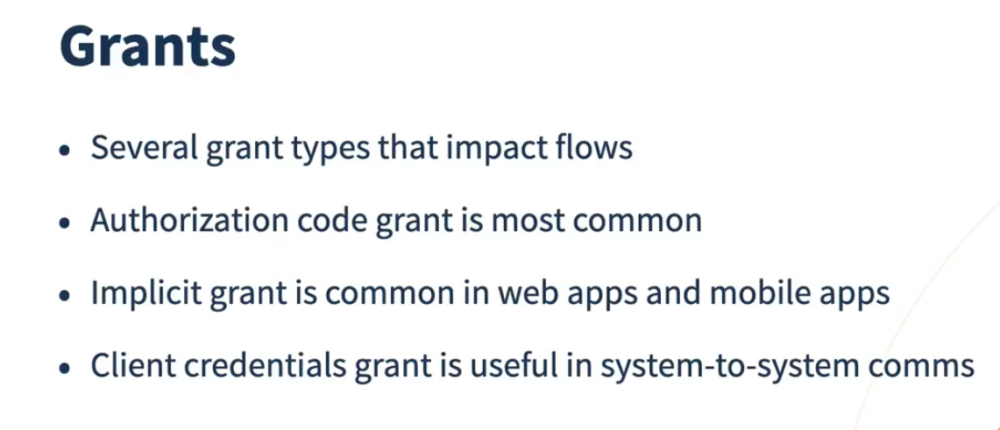 Grants
• Several grant types that impact flows
• Authorization code grant is most common
• Implicit grant is common in web apps and mobile apps
• Client credentials grant is useful in system-to-system comms